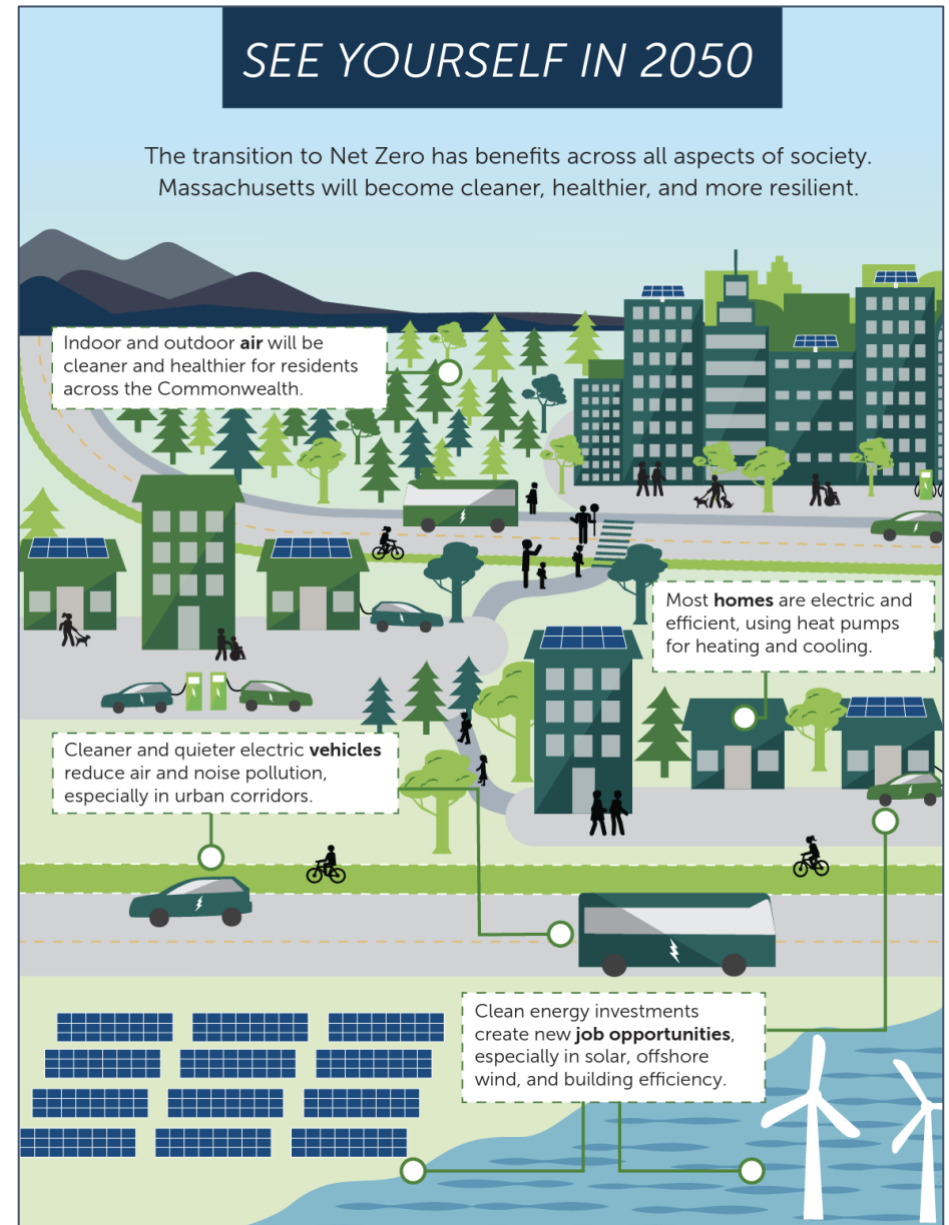 SEE YOURSELF IN 2050
The transition to Net Zero has benefits across all aspects of society.
Massachusetts will become cleaner, healthier, and more resilient.
Indoor and outdoor air will be
cleaner and healthier for residents
across the Commonwealth.
Most homes are electric and
efficient, using heat pumps
for heating and cooling.
Cleaner and quieter electric vehicles
reduce air and noise pollution,
especially in urban corridors.
Clean energy investments
create new job opportunities,
especially in solar, offshore
wind, and building efficiency.